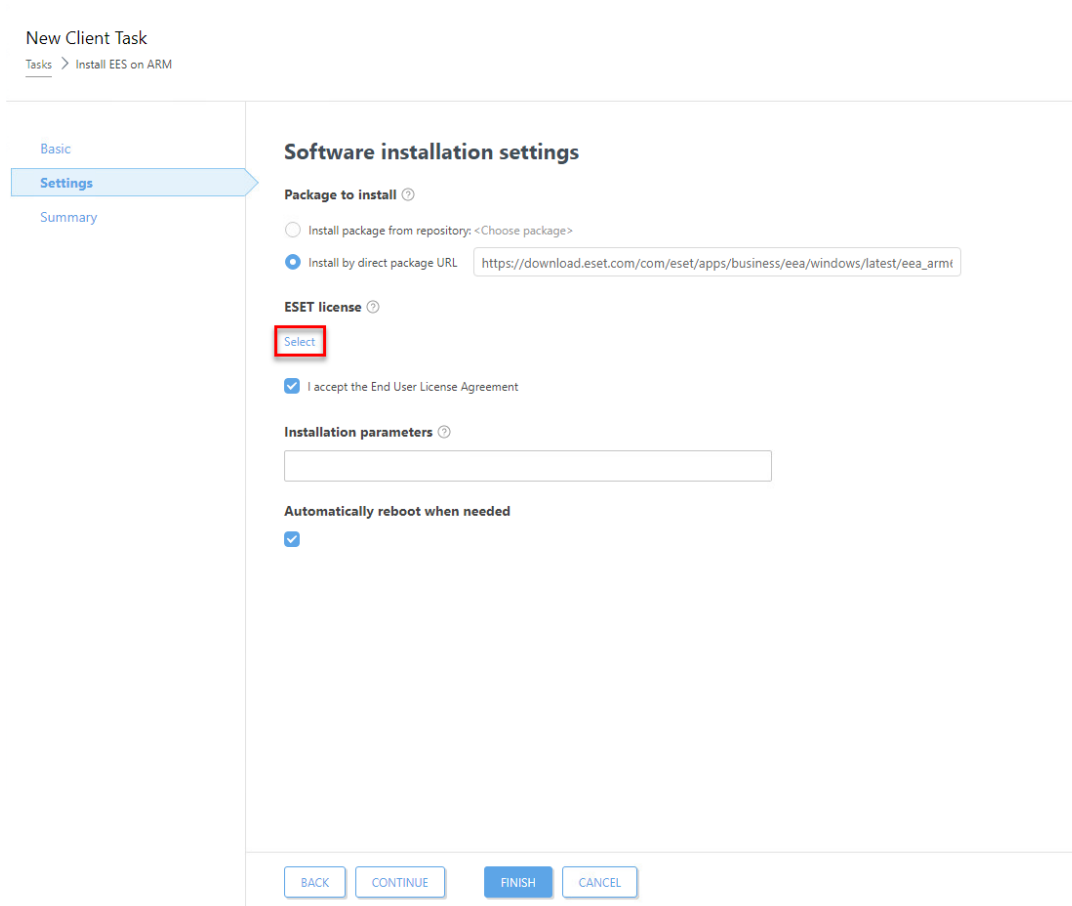 New Client Task
Tasks > Install EES on ARM
Basic
Settings
Summary
Software installation settings
Package to install ?
Install package from repository: <Choose package>
Install by direct package URL https://download.eset.com/com/eset/apps/business/eea/windows/latest/eea_arm
ESET license ?
Select
I accept the End User License Agreement
Installation parameters ?
Automatically reboot when needed
BACK CONTINUE FINISH CANCEL